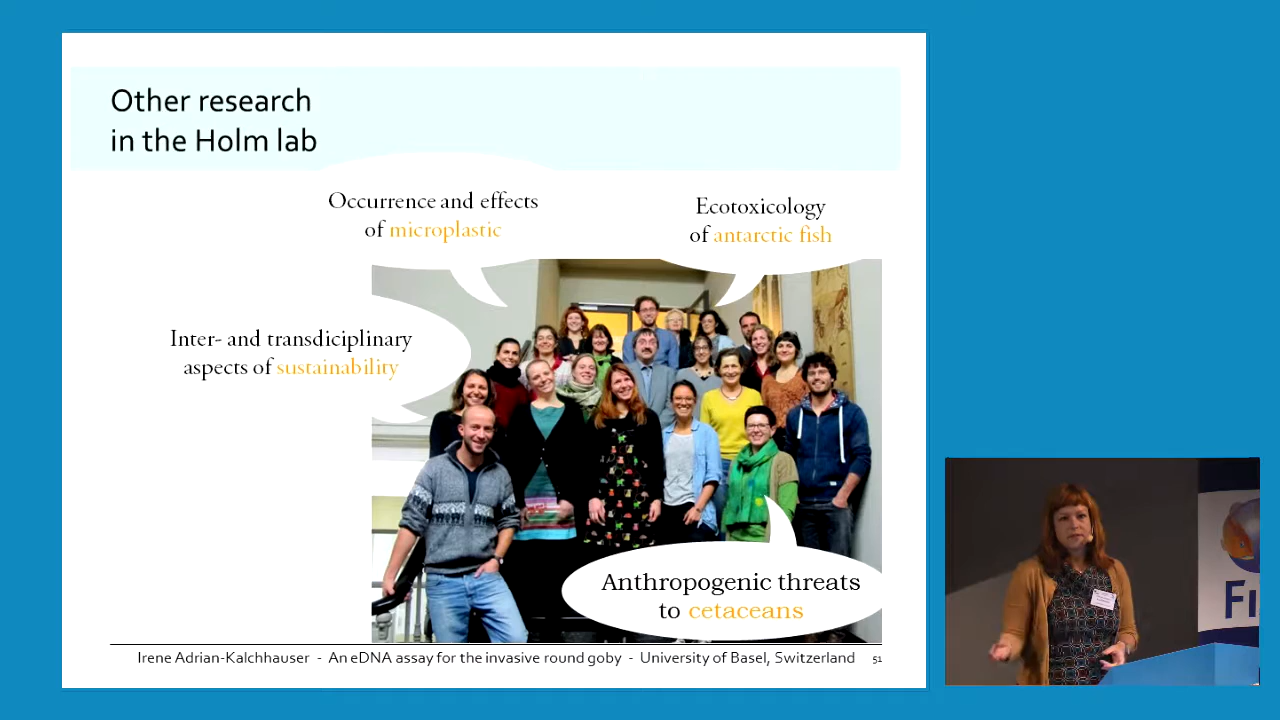 Other research
in the Holm lab
Occurrence and effects
of microplastic
Ecotoxicology
of antarctic fish
Inter- and transdiciplinary
aspects of sustainability
Anthropogenic threats
to cetaceans
Irene Adrian-Kalchhauser - An eDNA assay for the invasive round goby - University of Basel, Switzerland 51